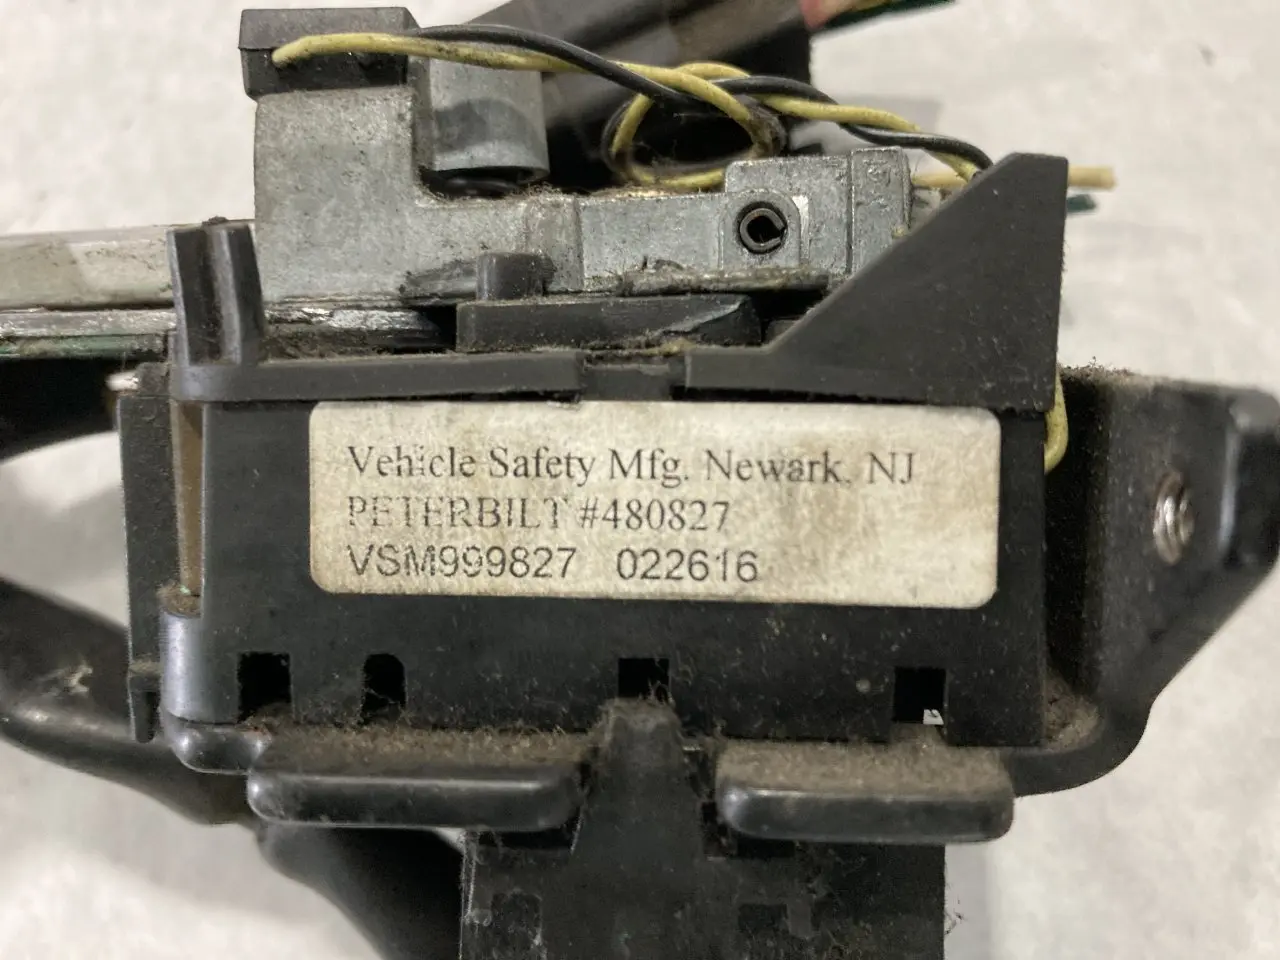 Vehicle Safety Mfg. Newark, NJ
PETERBILT #480827
VSM999827 022616